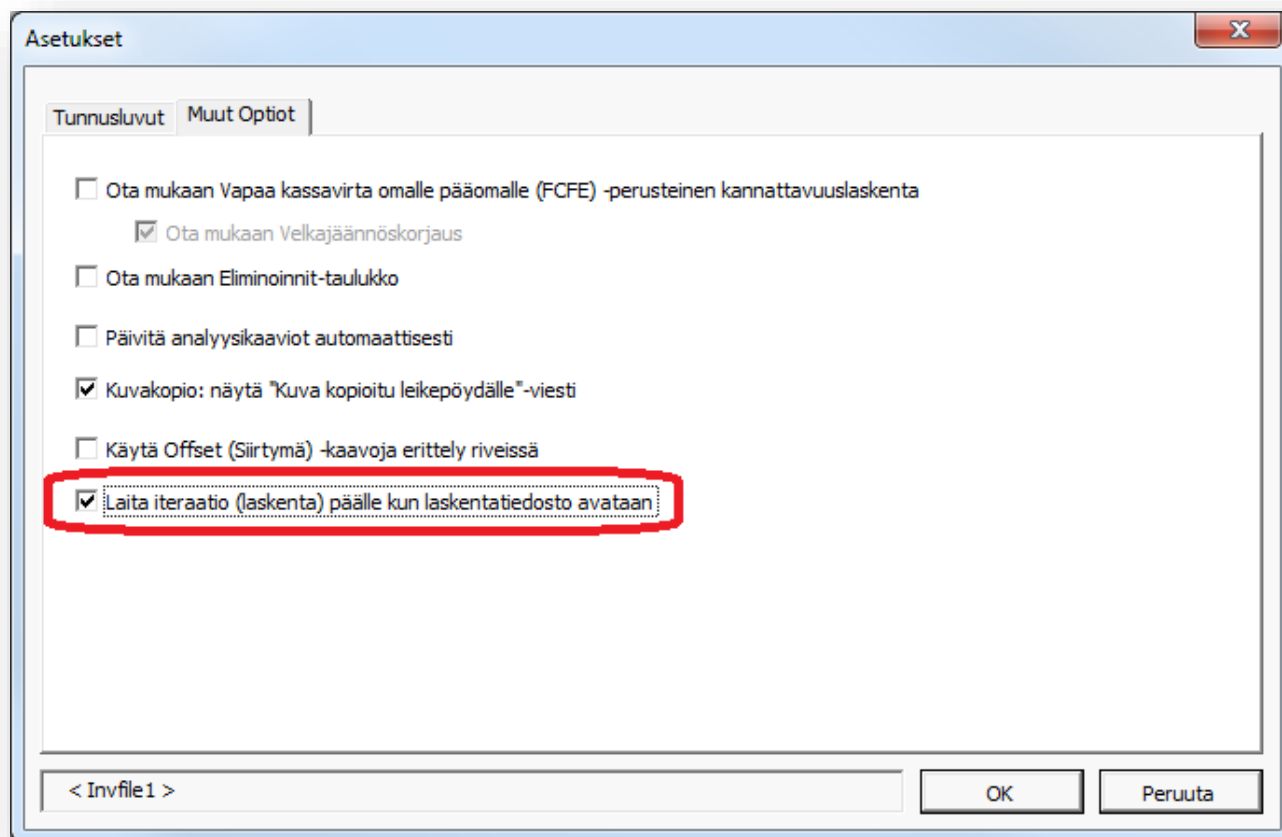 Asetukset
Tunnusluvut Muut Optiot
Ota mukaan Vapaa kassavirta omalle pääomalle (FCFE) -perusteinen kannattavuuslaskenta
Ota mukaan Velkajäännöskorjaus
Ota mukaan Eliminoinnit-taulukko
Päivitä analyysikaaviot automaattisesti
Kuvakopio: näytä "Kuva kopioitu leikepöydälle"-viesti
Käytä Offset (Siirtymä) -kaavoja erittely riveissä
Laita iteraatio (laskenta) päälle kun laskentatiedosto avataan
< Invfile1 > OK Peruuta